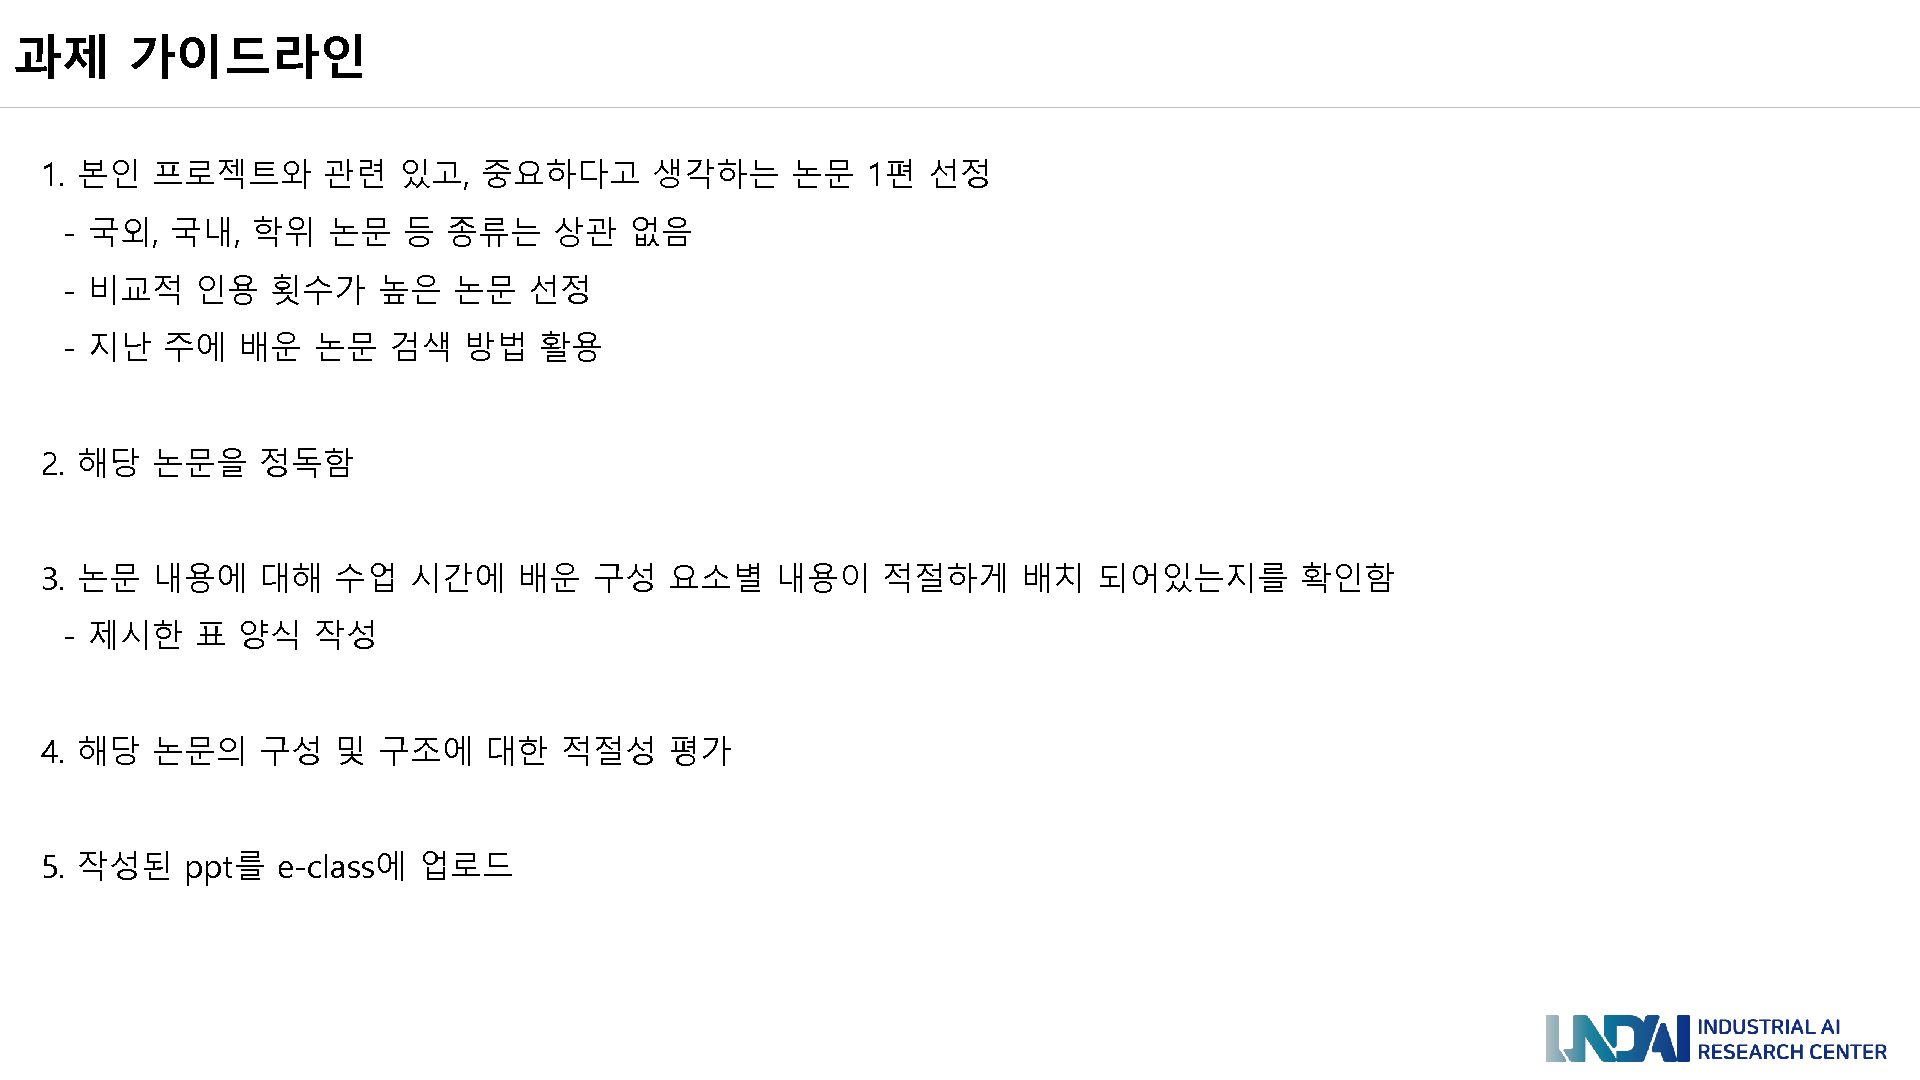 과제 가이드라인
1. 본인 프로젝트와 관련 있고, 중요하다고 생각하는 논문 1편 선정
- 국외, 국내, 학위 논문 등 종류는 상관 없음
- 비교적 인용 횟수가 높은 논문 선정
- 지난 주에 배운 논문 검색 방법 활용
2. 해당 논문을 정독함
3. 논문 내용에 대해 수업 시간에 배운 구성 요소별 내용이 적절하게 배치 되어있는지를 확인함
- 제시한 표 양식 작성
4. 해당 논문의 구성 및 구조에 대한 적절성 평가
5. 작성된 ppt를 e-class에 업로드
INDAI INDUSTRIAL AI
RESEARCH CENTER